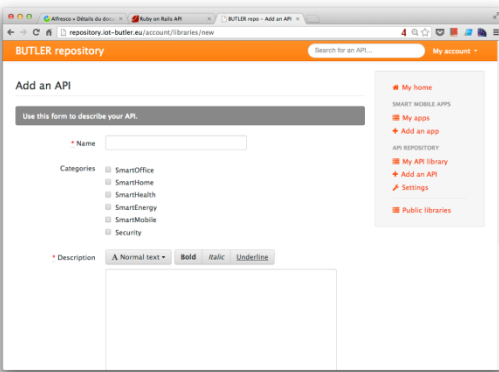 Alfresco » Détails du doc
Ruby on Rails API
BUTLER repo - Add an API
repository.iot-butler.eu/account/libraries/new
4
BUTLER repository
Search for an API...
My account
Add an API
Use this form to describe your API.
* Name
Categories
SmartOffice
SmartHome
SmartHealth
SmartEnergy
SmartMobile
Security
* Description
A Normal text
Bold
Italic
Underline
My home
SMART MOBILE APPS
My apps
+ Add an app
API REPOSITORY
My API library
+ Add an API
Settings
Public libraries